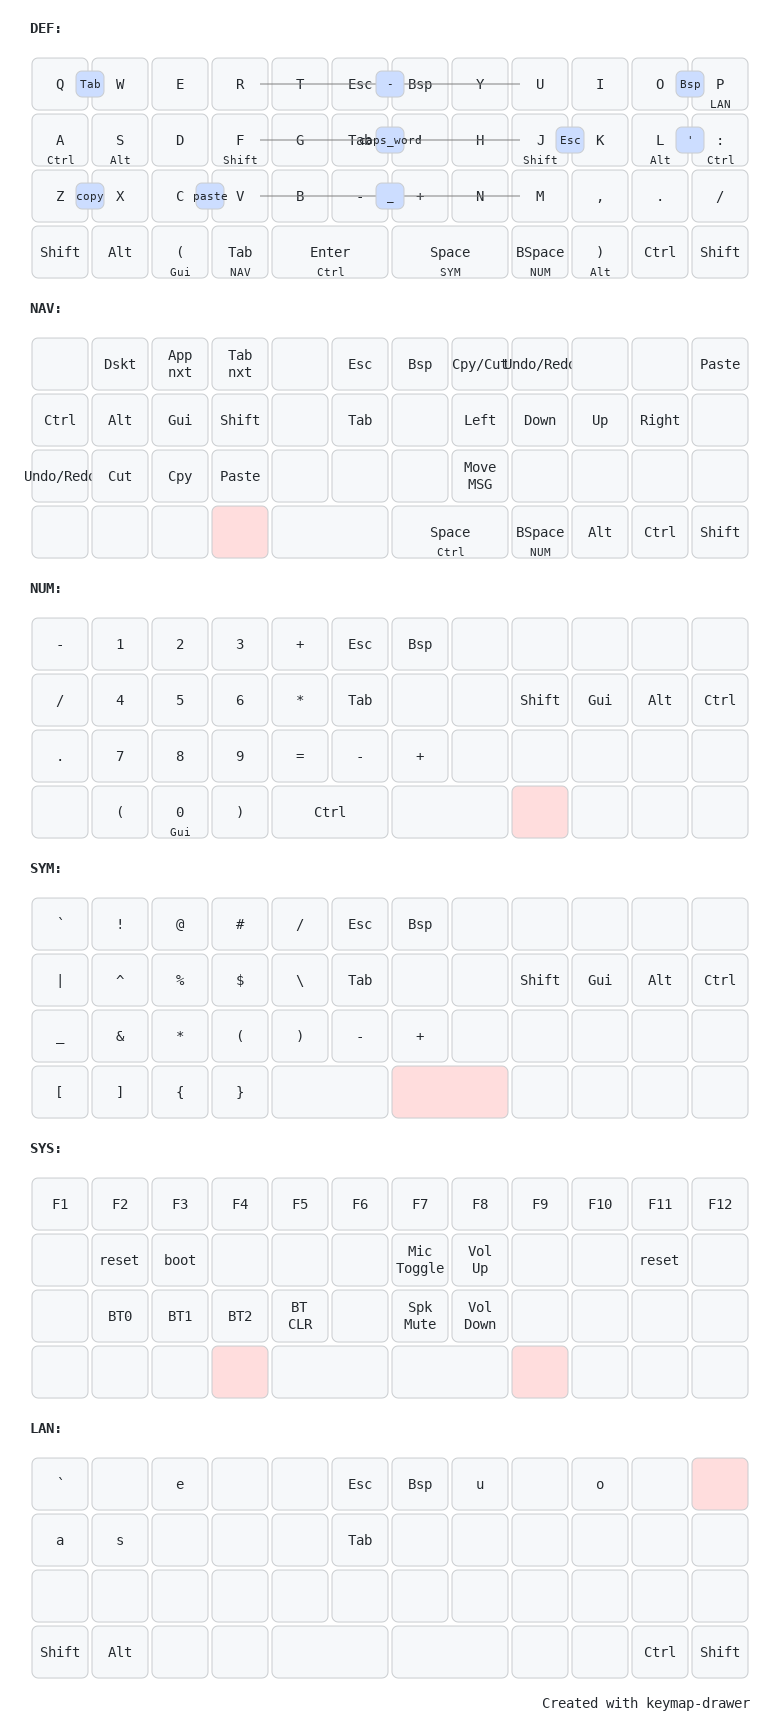 DEF:
Q Tab W E R T Esc - Bsp Y U I O Bsp P
LAN
A S D F G Tab caps_word H J Esc K L ' :
Ctrl Alt Shift Shift Alt Ctrl
Z copy X C paste V B - _ + N M , . /
Shift Alt ( Tab Enter Space BSpace ) Ctrl Shift
Gui NAV Ctrl SYM NUM Alt
NAV:
Dskt App nxt Tab nxt Esc Bsp Cpy/Cut Undo/Redo Paste
Ctrl Alt Gui Shift Tab Left Down Up Right
Undo/Redo Cut Cpy Paste Move MSG
Space BSpace Alt Ctrl Shift
Ctrl NUM
NUM:
- 1 2 3 + Esc Bsp
/ 4 5 6 * Tab Shift Gui Alt Ctrl
. 7 8 9 = - +
( 0 ) Ctrl
Gui
SYM:
` ! @ # / Esc Bsp
| ^ % $ \ Tab Shift Gui Alt Ctrl
_ & * ( ) - +
[ ] { }
SYS:
F1 F2 F3 F4 F5 F6 F7 F8 F9 F10 F11 F12
reset boot Mic Toggle Vol Up reset
BT0 BT1 BT2 BT CLR Spk Mute Vol Down
LAN:
` e Esc Bsp u o
a s Tab
Shift Alt Ctrl Shift
Created with keymap-drawer